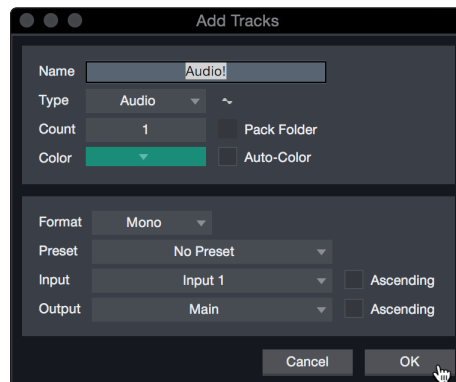 Add Tracks
Name Audio!
Type Audio
Count 1 Pack Folder
Color Auto-Color
Format Mono
Preset No Preset
Input Input 1 Ascending
Output Main Ascending
Cancel OK